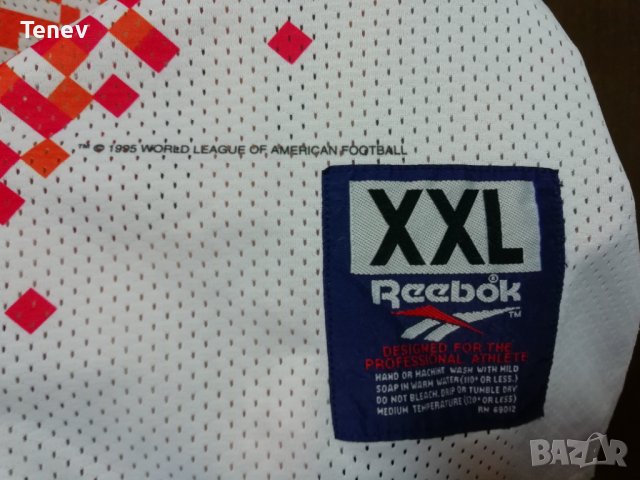 Tenev
™ © 1995 WORLD LEAGUE OF AMERICAN FOOTBALL
XXL
Reebok ®
™
DESIGNED FOR THE
PROFESSIONAL ATHLETE
HAND OR MACHINE WASH WITH MILD
SOAP IN WARM WATER(110° OR LESS.)
DO NOT BLEACH. DRIP OR TUMBLE DRY
MEDIUM TEMPERATURE(120° OR LESS.)
RN 69012
BAZAR